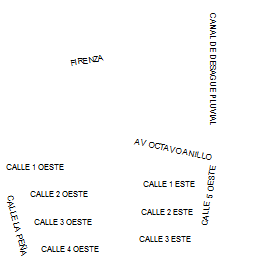 CANAL DE DESAGUE PLUVIAL
FIRENZA
AV OCTAVO ANILLO
CALLE 1 OESTE
CALLE 1 ESTE
CALLE 5 OESTE
CALLE 2 OESTE
CALLE LA PEÑA
CALLE 2 ESTE
CALLE 3 OESTE
CALLE 3 ESTE
CALLE 4 OESTE